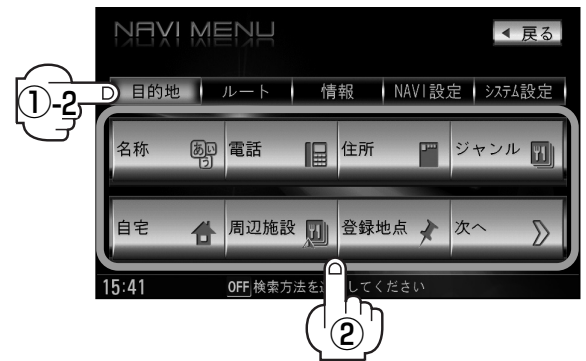 NAVI MENU
戻る
①-2
目的地 ルート 情報 NAVI設定 システム設定
名称 あいう 電話 住所 ジャンル
自宅 周辺施設 登録地点 次へ
15:41 OFF 検索方法を してください
②